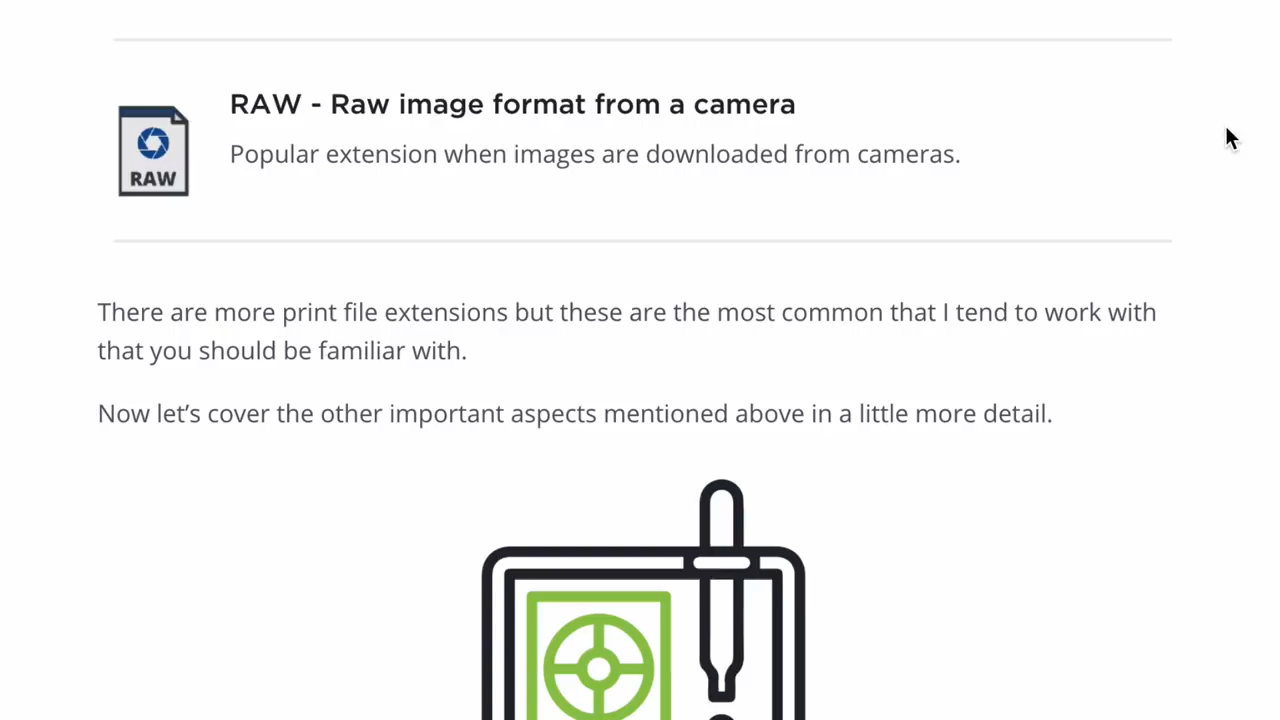 RAW - Raw image format from a camera
RAW
Popular extension when images are downloaded from cameras.
There are more print file extensions but these are the most common that I tend to work with
that you should be familiar with.
Now let’s cover the other important aspects mentioned above in a little more detail.